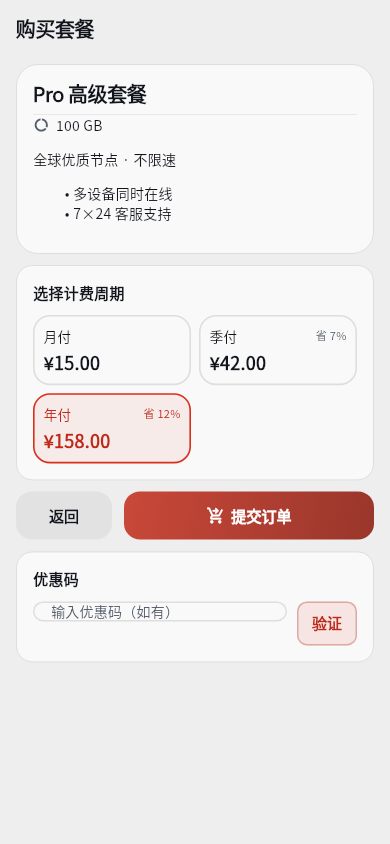 购买套餐
Pro 高级套餐
100 GB
全球优质节点 · 不限速
• 多设备同时在线
• 7×24 客服支持
选择计费周期
月付
¥15.00
季付 省 7%
¥42.00
年付 省 12%
¥158.00
返回 提交订单
优惠码
输入优惠码（如有） 验证